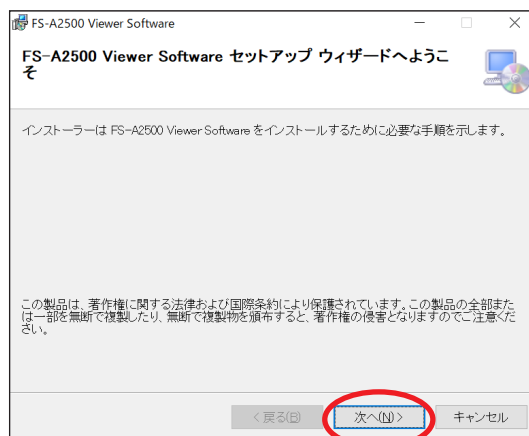 FS-A2500 Viewer Software
FS-A2500 Viewer Software セットアップ ウィザードへようこ
そ
インストーラーは FS-A2500 Viewer Software をインストールするために必要な手順を示します。
この製品は、著作権に関する法律および国際条約により保護されています。この製品の全部また
は一部を無断で複製したり、無断で複製物を頒布すると、著作権の侵害となりますのでご注意くだ
さい。
< 戻る(B)
次へ(N) >
キャンセル